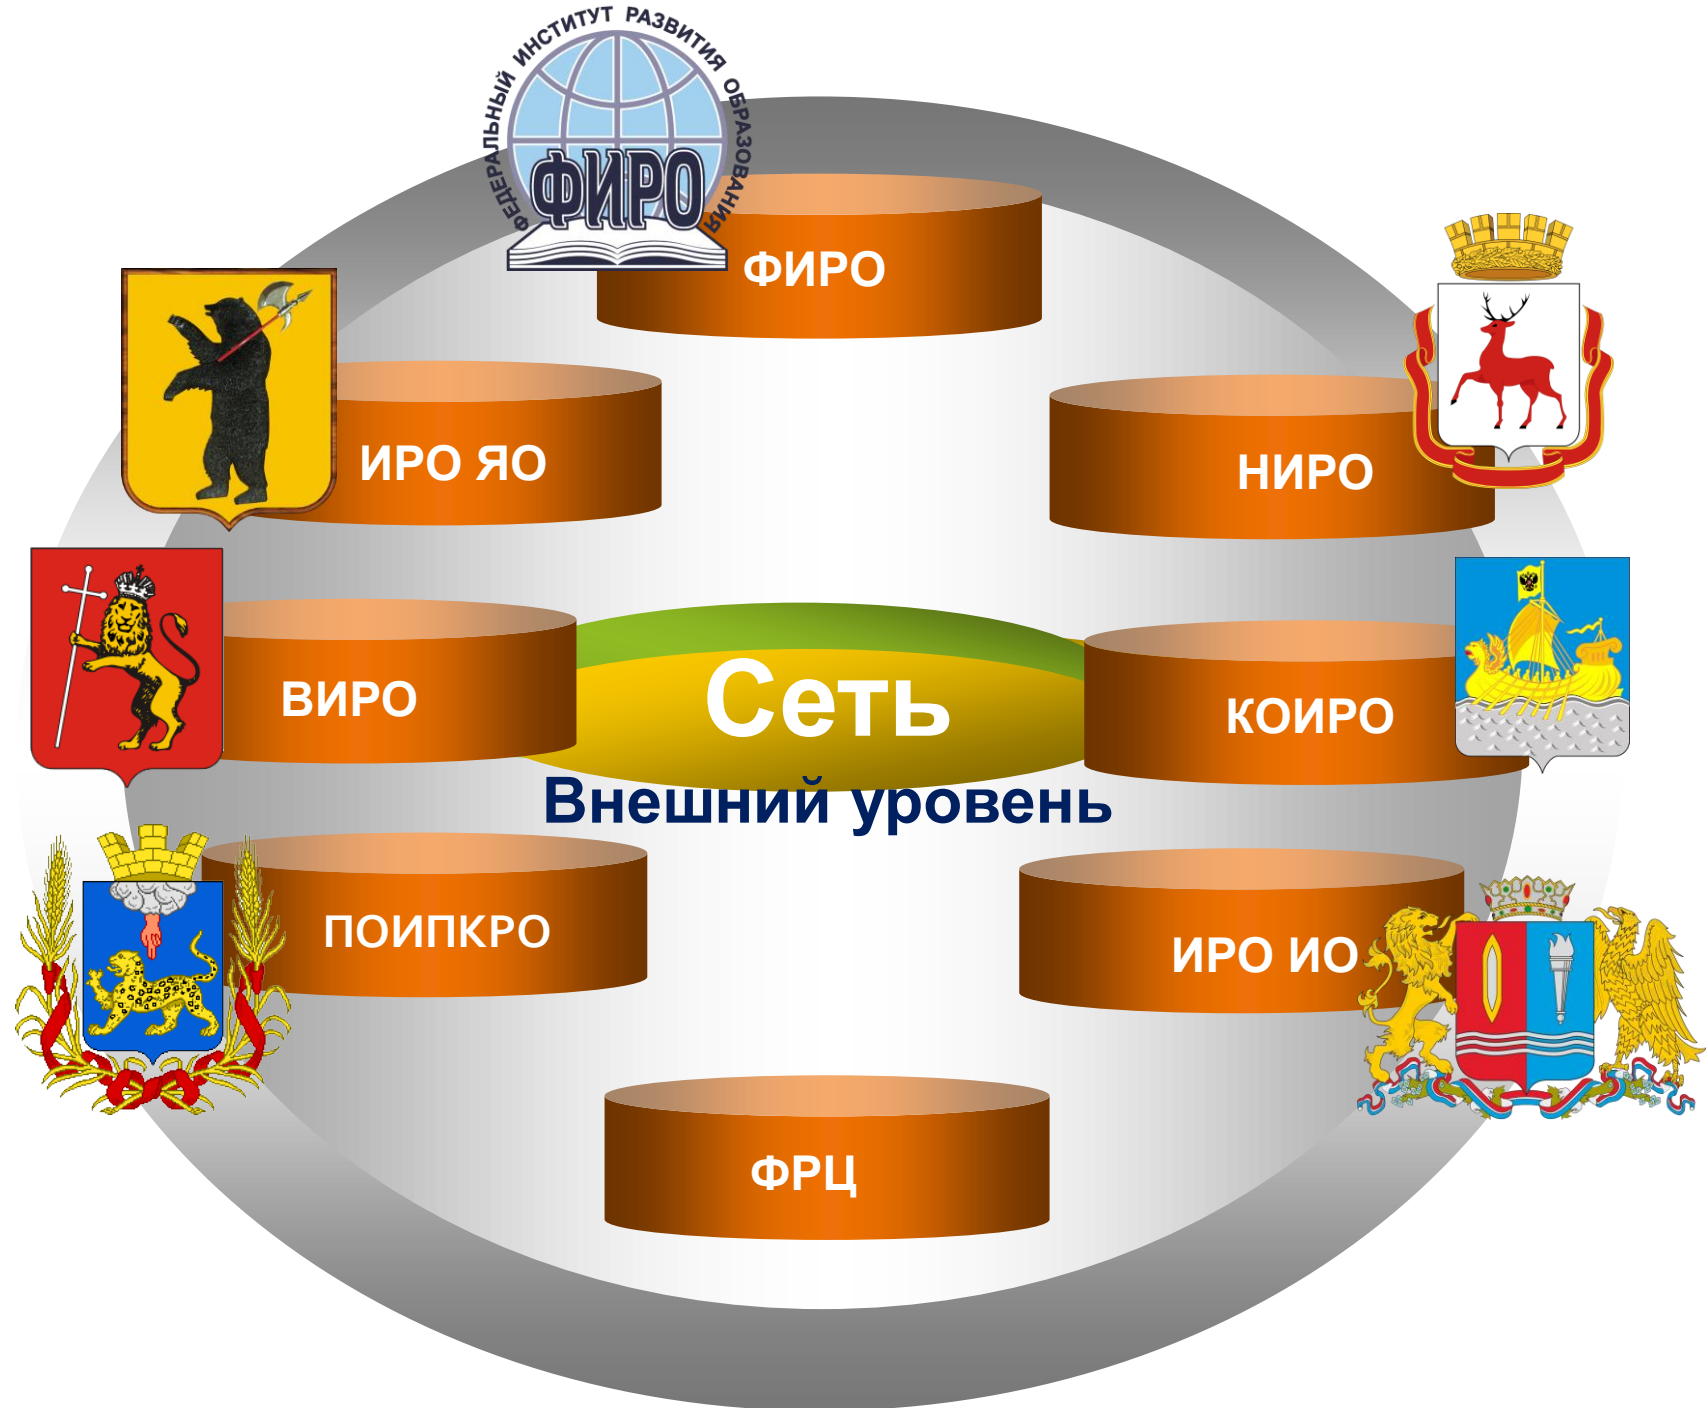 ФЕДЕРАЛЬНЫЙ ИНСТИТУТ РАЗВИТИЯ ОБРАЗОВАНИЯ
ФИРО
ФИРО
ИРО ЯО
НИРО
ВИРО
Сеть
КОИРО
Внешний уровень
ПОИПКРО
ИРО ИО
ФРЦ